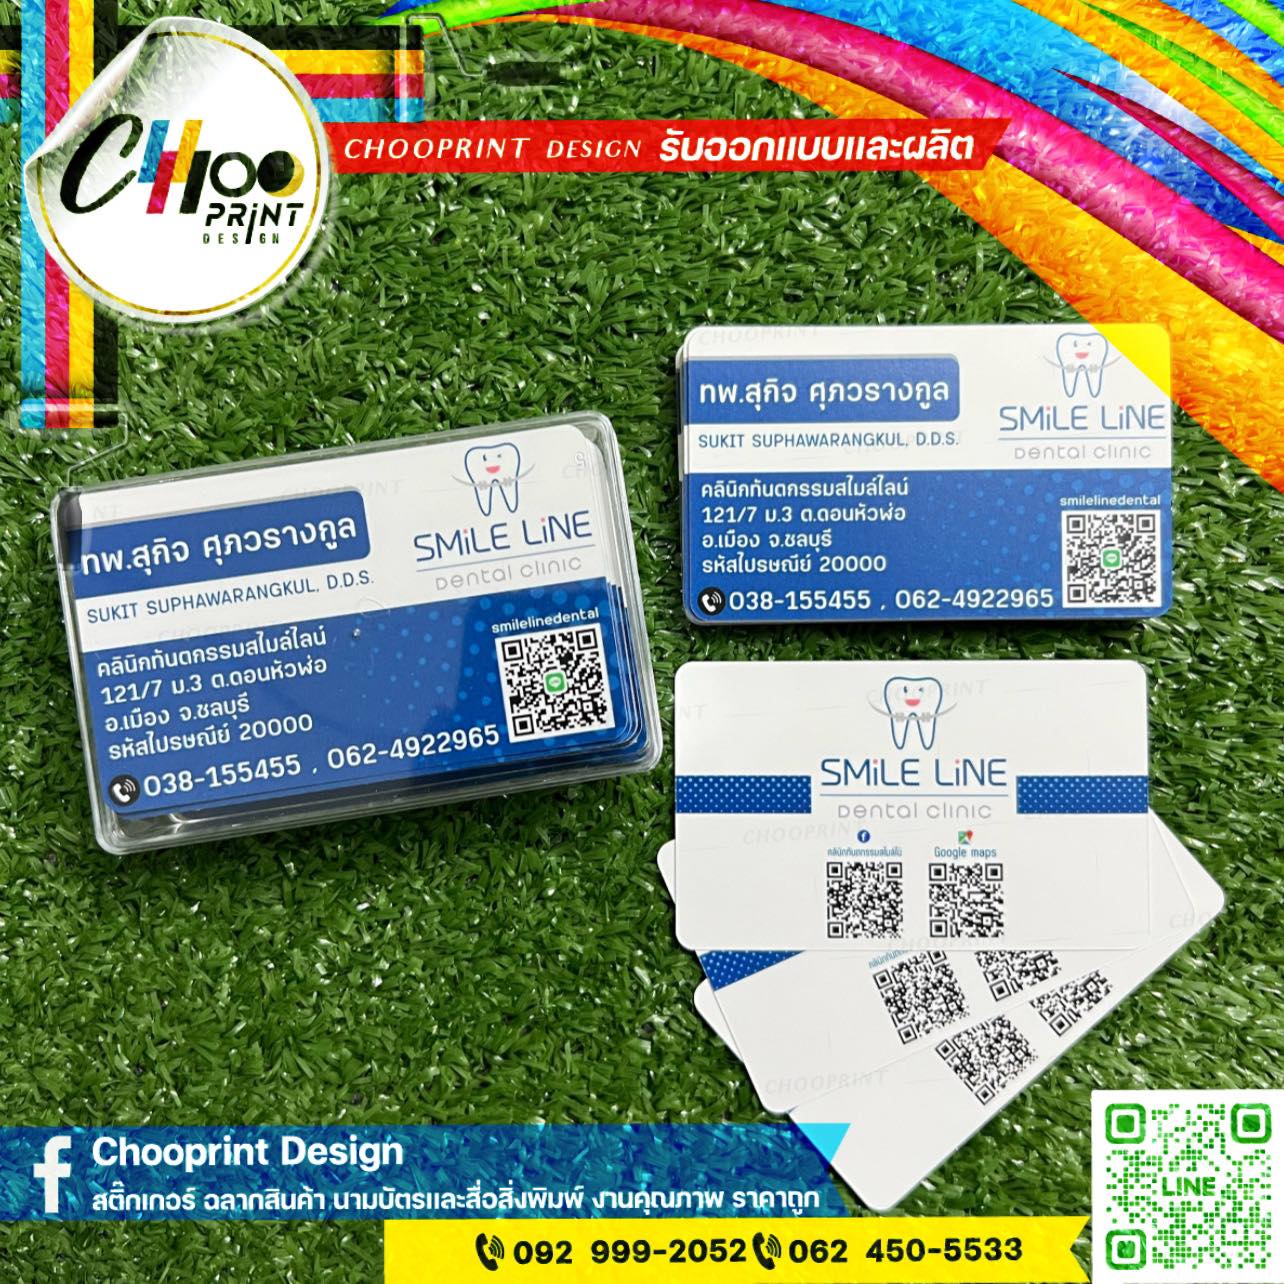 CHOO
PRINT
DESIGN
CHOOPRINT DESIGN รับออกแบบและผลิต
CHOOPRINT
ทพ.สุกิจ ศุภวรางกูล
SUKIT SUPHAWARANGKUL, D.D.S.
SMiLE LiNE
Dental clinic
คลินิกทันตกรรมสไมล์ไลน์
121/7 ม.3 ต.ดอนหัวฬ่อ
อ.เมือง จ.ชลบุรี
รหัสไปรษณีย์ 20000
smilelinedental
038-155455 , 062-4922965
ทพ.สุกิจ ศุภวรางกูล
SUKIT SUPHAWARANGKUL, D.D.S.
SMiLE LiNE
Dental clinic
คลินิกทันตกรรมสไมล์ไลน์
121/7 ม.3 ต.ดอนหัวฬ่อ
อ.เมือง จ.ชลบุรี
รหัสไปรษณีย์ 20000
smilelinedental
038-155455 , 062-4922965
CHOOPRINT
SMiLE LiNE
Dental clinic
CHOOPRINT
Google maps
CHOOPRINT
CHOOPRINT
f Chooprint Design
สติ๊กเกอร์ ฉลากสินค้า นามบัตรและสื่อสิ่งพิมพ์ งานคุณภาพ ราคาถูก
092 999-2052 062 450-5533
LINE